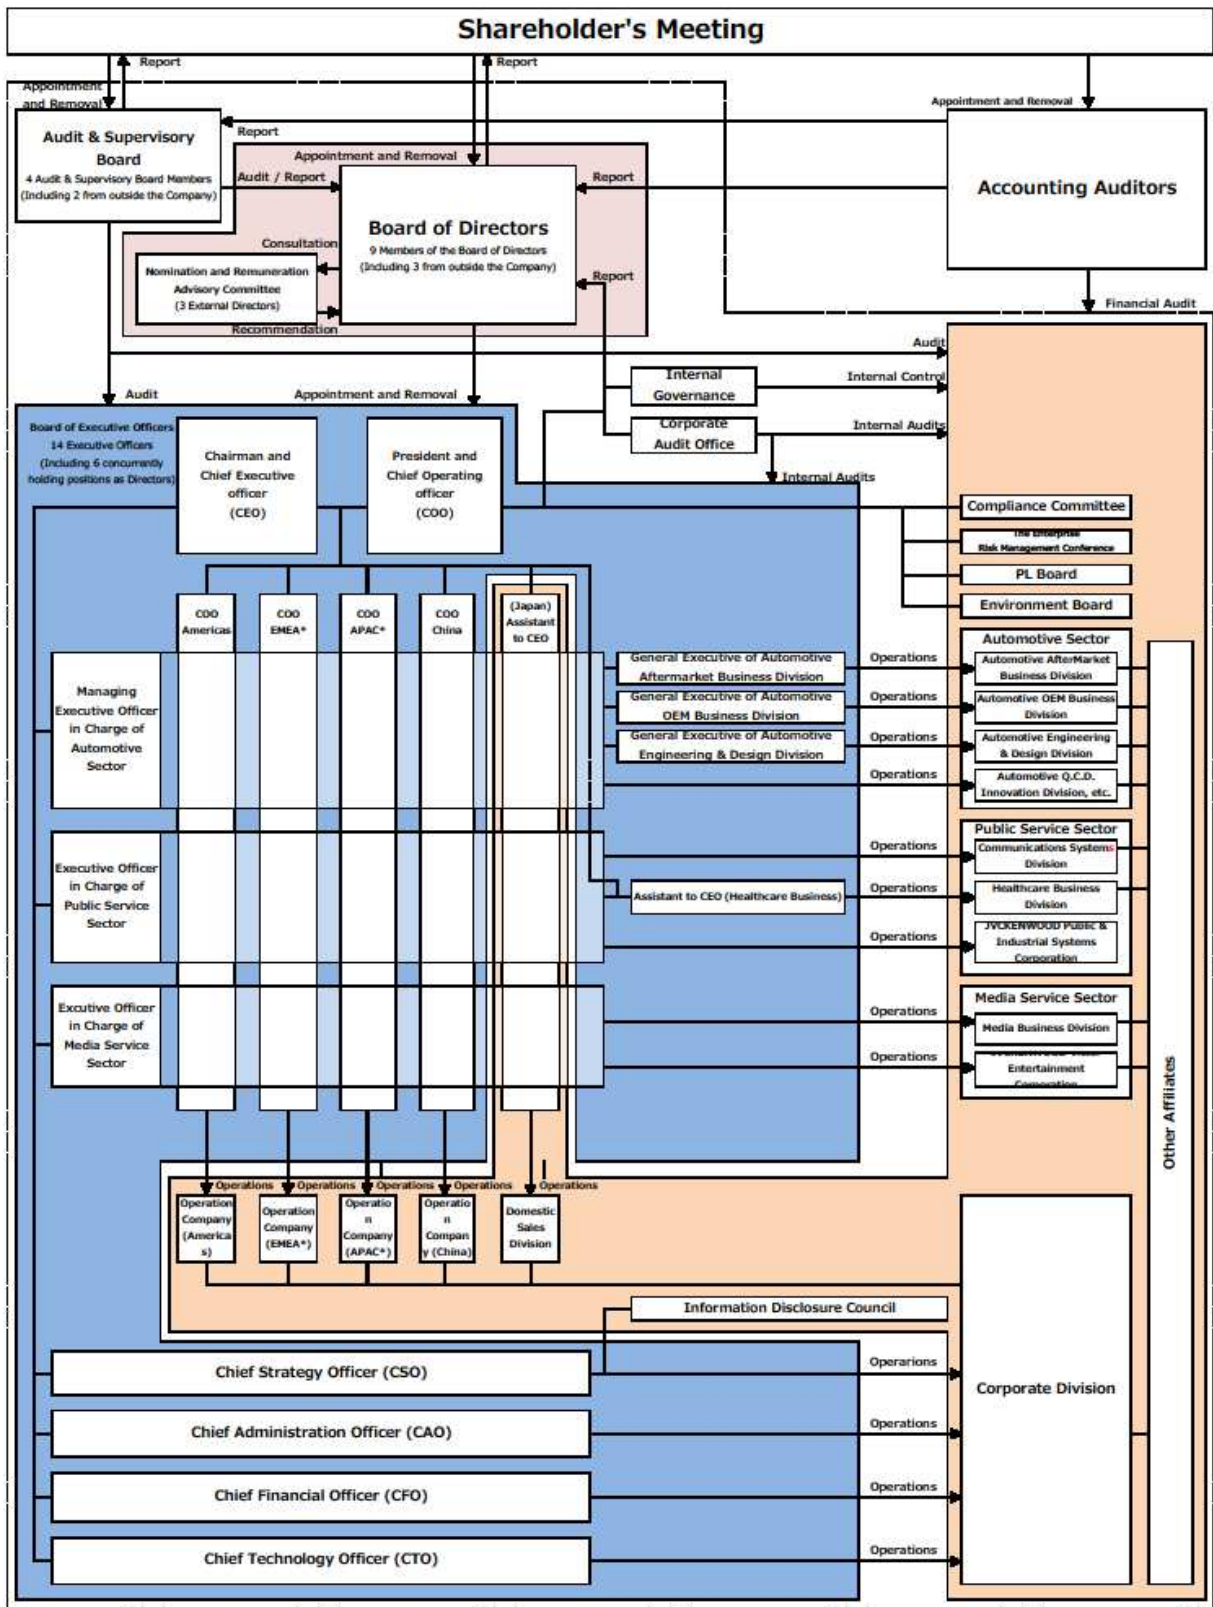 Shareholder's Meeting
Report
Report
Appointment
and Removal
Appointment and Removal
Audit & Supervisory
Board
4 Audit & Supervisory Board Members
(Including 2 from outside the Company)
Report
Appointment and Removal
Audit / Report
Report
Accounting Auditors
Board of Directors
9 Members of the Board of Directors
(Including 3 from outside the Company)
Consultation
Nomination and Remuneration
Advisory Committee
(3 External Directors)
Recommendation
Report
Financial Audit
Audit
Audit
Appointment and Removal
Internal
Governance
Internal Control
Corporate
Audit Office
Internal Audits
Internal Audits
Board of Executive Officers
14 Executive Officers
(Including 6 concurrently
holding positions as Directors)
Chairman and
Chief Executive
officer
(CEO)
President and
Chief Operating
officer
(COO)
Compliance Committee
The Enterprise
Risk Management Conference
PL Board
Environment Board
COO
Americas
COO
EMEA*
COO
APAC*
COO
China
(Japan)
Assistant
to CEO
Managing
Executive Officer
in Charge of
Automotive
Sector
General Executive of Automotive
Aftermarket Business Division
General Executive of Automotive
OEM Business Division
General Executive of Automotive
Engineering & Design Division
Operations
Operations
Operations
Operations
Automotive Sector
Automotive AfterMarket
Business Division
Automotive OEM Business
Division
Automotive Engineering
& Design Division
Automotive Q.C.D.
Innovation Division, etc.
Executive Officer
in Charge of
Public Service
Sector
Assistant to CEO (Healthcare Business)
Operations
Operations
Operations
Public Service Sector
Communications Systems
Division
Healthcare Business
Division
JVCKENWOOD Public &
Industrial Systems
Corporation
Excutive Officer
in Charge of
Media Service
Sector
Operations
Operations
Media Service Sector
Media Business Division
Entertainment
Corporation
Other Affiliates
Operations
Operations
Operations
Operations
Operations
Operation
Company
(America
s)
Operation
Company
(EMEA*)
Operatio
n
Company
(APAC*)
Operatio
n
Compan
y (China)
Domestic
Sales
Division
Information Disclosure Council
Chief Strategy Officer (CSO)
Operarions
Corporate Division
Chief Administration Officer (CAO)
Operations
Chief Financial Officer (CFO)
Operations
Chief Technology Officer (CTO)
Operations